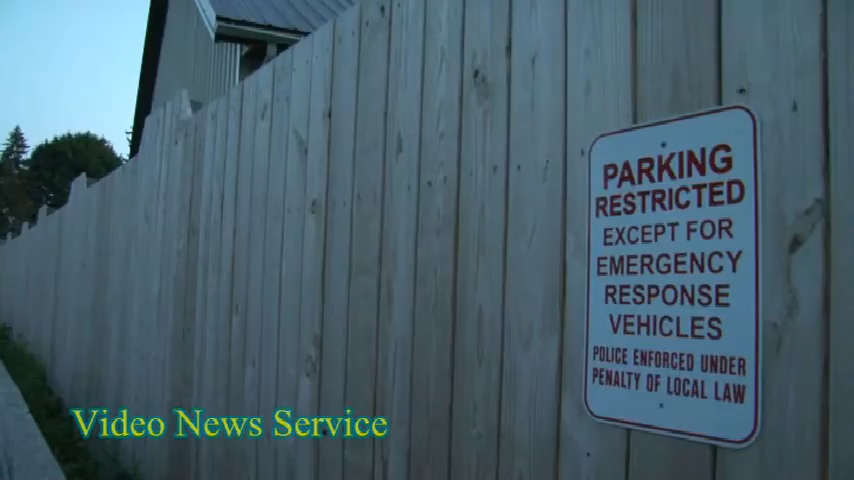 PARKING
RESTRICTED
EXCEPT FOR
EMERGENCY
RESPONSE
VEHICLES
POLICE ENFORCED UNDER
PENALTY OF LOCAL LAW
Video News Service